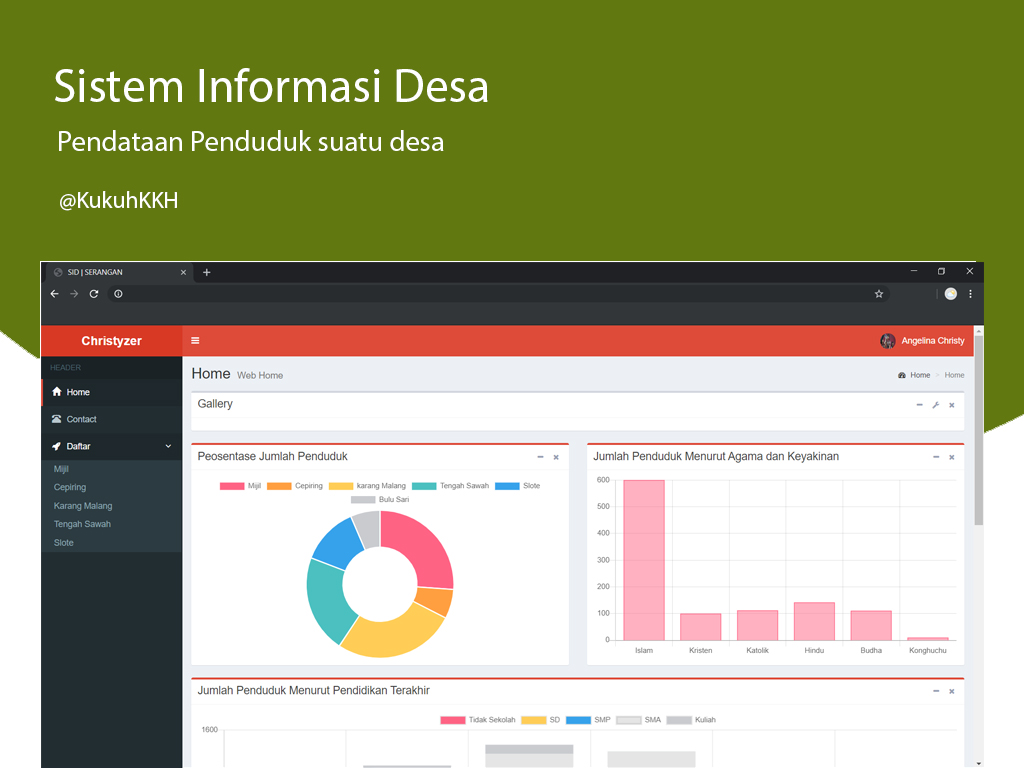 Sistem Informasi Desa
Pendataan Penduduk suatu desa
@KukuhKKH
SID | SERANGAN
Christyzer
Angelina Christy
HEADER
Home
Contact
Daftar
Mijil
Cepiring
Karang Malang
Tengah Sawah
Slote
Home Web Home
Home > Home
Gallery
Peosentase Jumlah Penduduk
Mijil Cepiring karang Malang Tengah Sawah Slote
Bulu Sari
Jumlah Penduduk Menurut Agama dan Keyakinan
600
500
400
300
200
100
0
Islam Kristen Katolik Hindu Budha Konghuchu
Jumlah Penduduk Menurut Pendidikan Terakhir
Tidak Sekolah SD SMP SMA Kuliah
1600